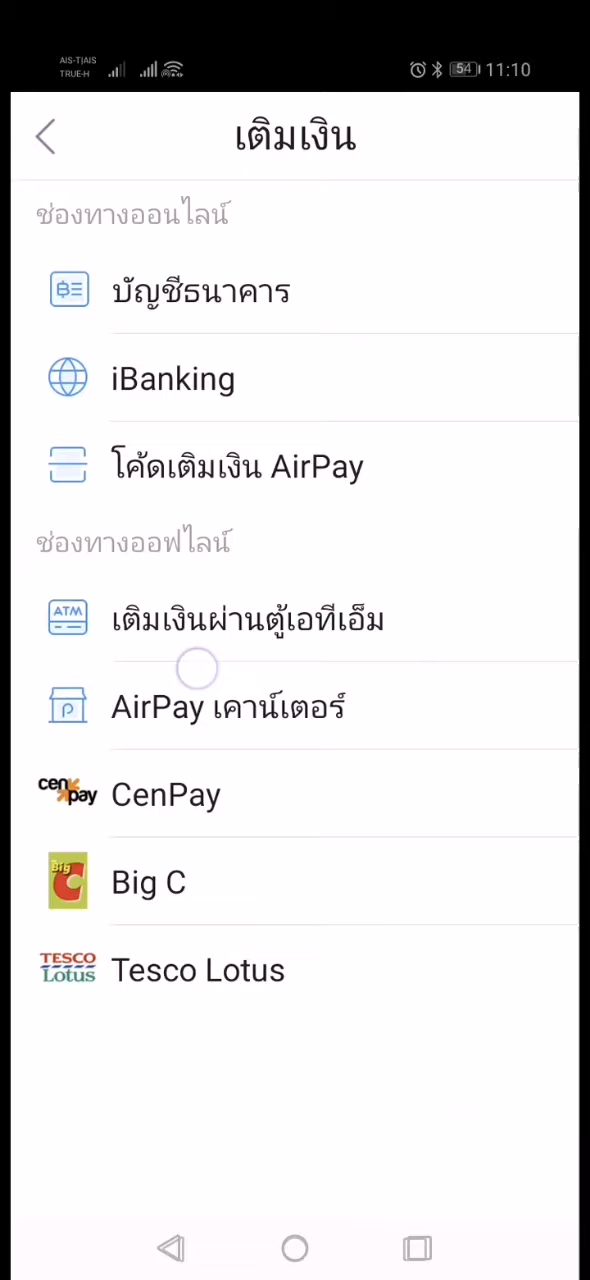 AIS-T|AIS
TRUE-H
54 11:10
เติมเงิน
ช่องทางออนไลน์
บัญชีธนาคาร
iBanking
โค้ดเติมเงิน AirPay
ช่องทางออฟไลน์
ATM
เติมเงินผ่านตู้เอทีเอ็ม
P
AirPay เคาน์เตอร์
cenpay
CenPay
Big C
Big C
TESCO
Lotus
Tesco Lotus